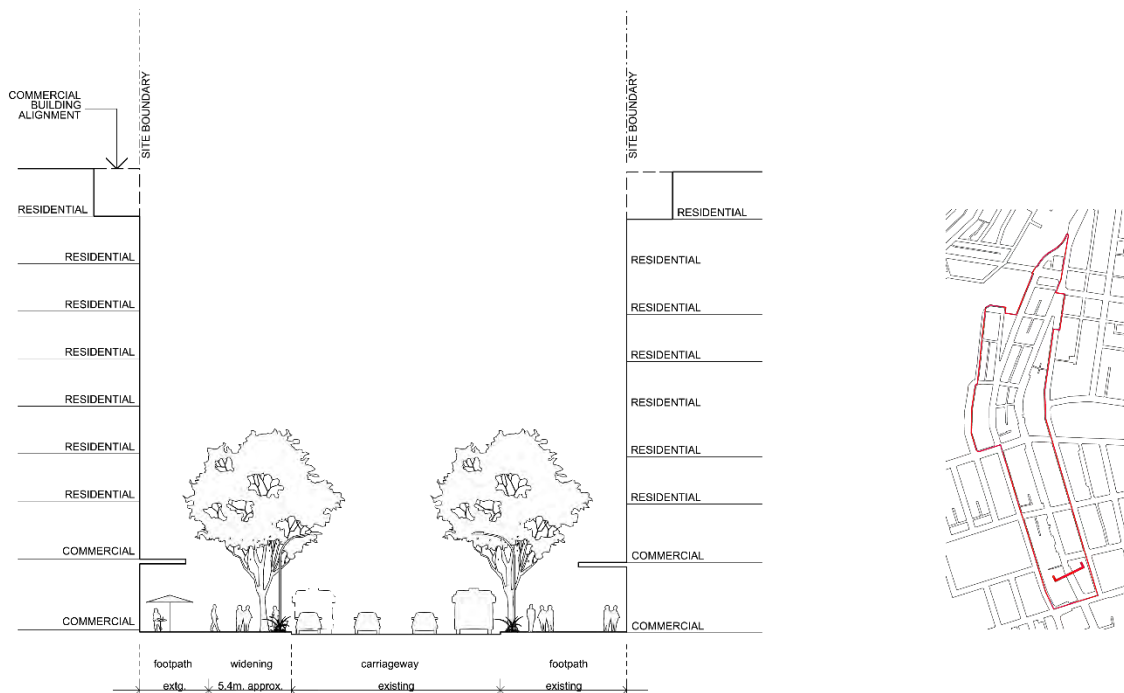 COMMERCIAL
BUILDING
ALIGNMENT
SITE BOUNDARY
SITE BOUNDARY
RESIDENTIAL
RESIDENTIAL
RESIDENTIAL
RESIDENTIAL
RESIDENTIAL
RESIDENTIAL
RESIDENTIAL
COMMERCIAL
COMMERCIAL
RESIDENTIAL
RESIDENTIAL
RESIDENTIAL
RESIDENTIAL
RESIDENTIAL
RESIDENTIAL
RESIDENTIAL
COMMERCIAL
COMMERCIAL
footpath widening carriageway footpath
extg. 5.4m. approx. existing existing